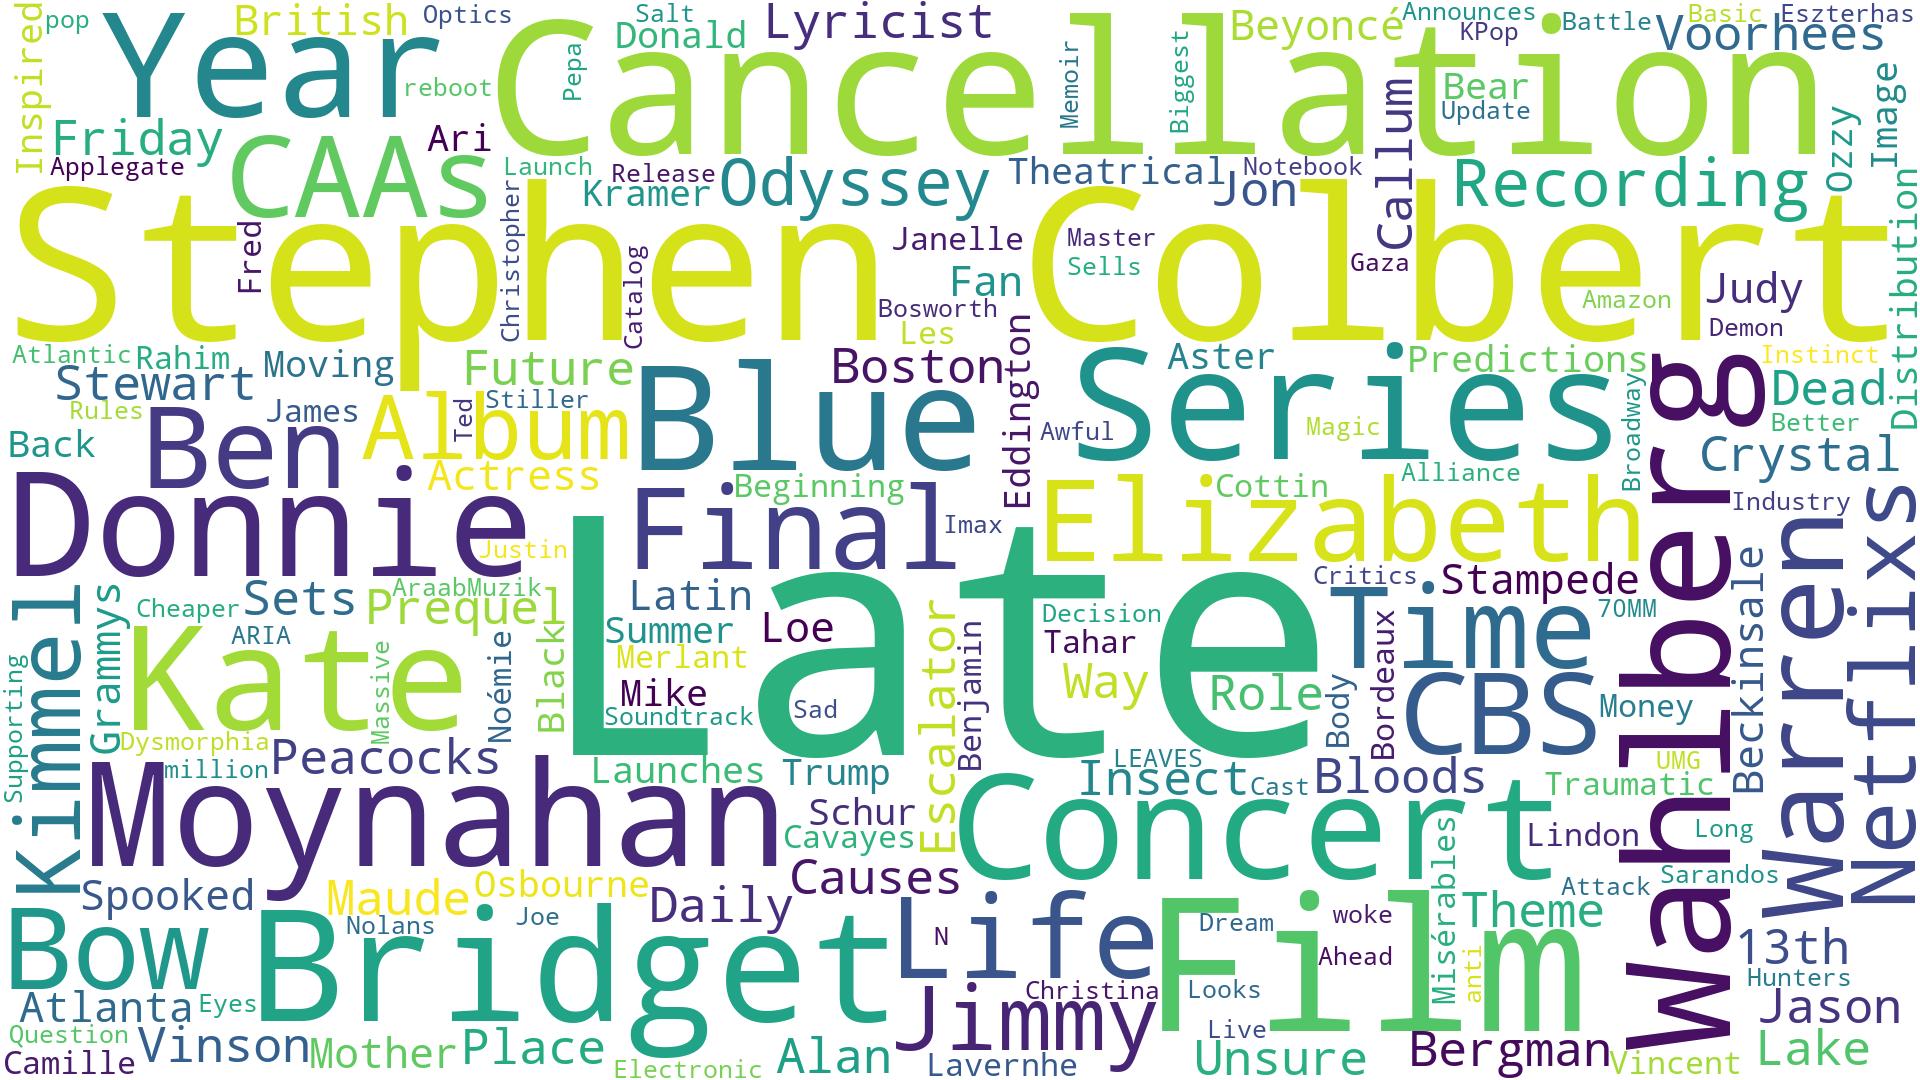 Inspired
pop
Year
British
Optics
Cancellation
Salt
Donald
Lyricist
Beyoncé
Announces
KPop
Battle
Basic
Eszterhas
Voorhees
reboot
Pepa
Memoir
Biggest
Callum
Bear
Update
Image
Ozzy
Friday
Applegate
CAAs
Ari
Launch
Release
Kramer
Odyssey
Theatrical
Notebook
Jon
Recording
Distribution
Stephen
Colbert
Fred
Christopher
Catalog
Janelle
Master
Sells
Fan
Bosworth
Les
Gaza
Amazon
Judy
Demon
Atlantic
Rahim
Moving
Future
Boston
Eddington
Series
Aster
Predictions
Broadway
Instinct
Wahlberg
Dead
Better
Stewart
Rules
James
Ted
Stiller
Album
Blue
Awful
Magic
Back
Ben
Actress
Beginning
Cottin
Alliance
Crystal
Donnie
Justin
Final
Imax
Elizabeth
Industry
Warren
Netflixs
Kimmel
Grammys
Cheaper
Sets
ARIA
AraabMuzik
Prequel
Late
Latin
Summer
Loe
Merlant
Mike
Soundtrack
Sad
Escalator
Benjamin
Decision
Tahar
Way
Critics
Stampede
Time
7OMM
Bordeaux
Body
Role
CBS
Money
Beckinsale
Supporting
Kate
Massive
Noémie
Black
Dysmorphia
million
Peacocks
Launches
Trump
LEAVES
Insect
Cast
Bloods
UMG
Traumatic
Moynahan
Schur
Cavayes
Concert
Lindon
Long
Misérables
Spooked
Maude
Osbourne
Daily
Causes
Attack
Sarandos
Bow
Bridget
Nolans
Joe
Life
N
Film
Dream
woke
Theme
Ahead
anti
13th
Hunters
Atlanta
Eyes
Christina
Looks
Jason
Question
Camille
Vinson
Mother
Place
Electronic
Alan
Jimmy
Lavernhe
Live
Unsure
Bergman
Vincent
Lake